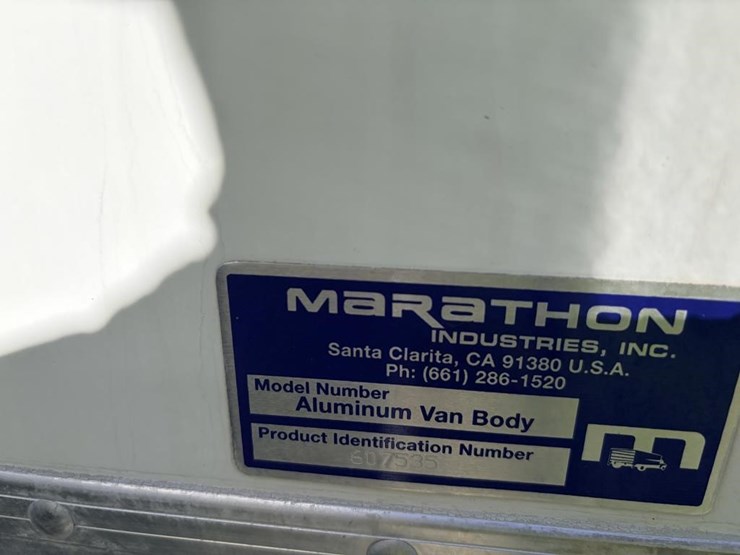 MaRaTHON
INDUSTRIES, INC.
Santa Clarita, CA 91380 U.S.A.
Ph: (661) 286-1520
Model Number
Aluminum Van Body
Product Identification Number
607535
m